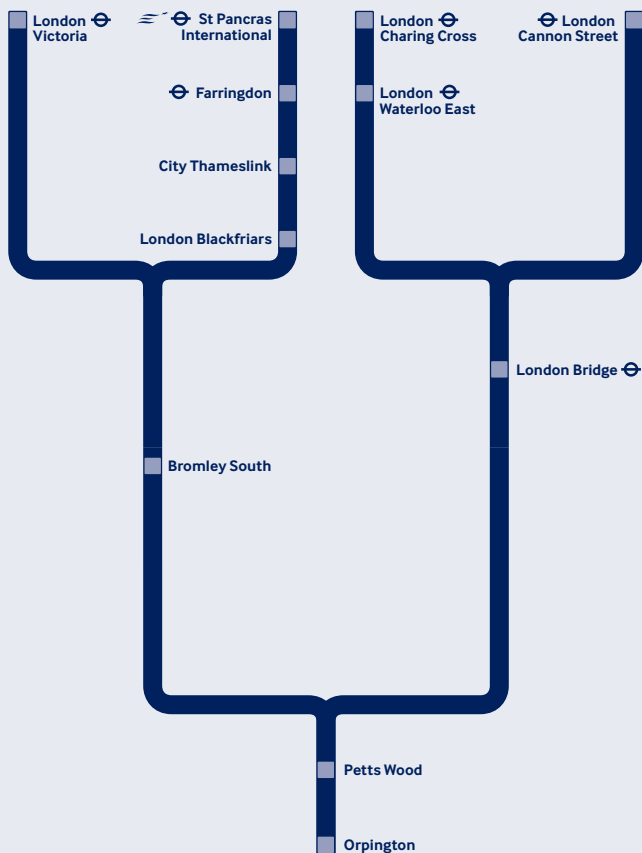 London
Victoria
St Pancras
International
London
Charing Cross
London
Cannon Street
Farringdon
London
Waterloo East
City Thameslink
London Blackfriars
London Bridge
Bromley South
Petts Wood
Orpington